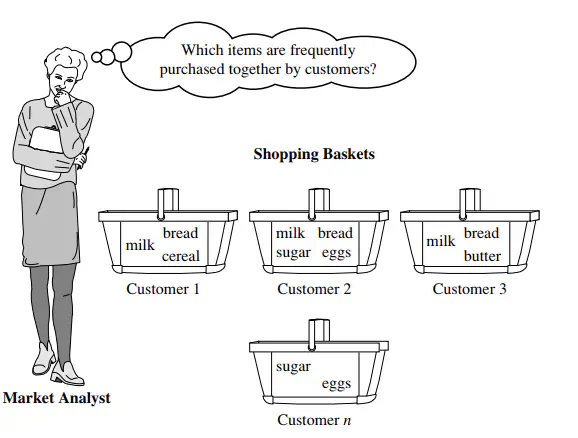 Which items are frequently
purchased together by customers?
Shopping Baskets
milk bread
cereal
Customer 1
milk bread
sugar eggs
Customer 2
milk bread
butter
Customer 3
sugar
eggs
Customer n
Market Analyst